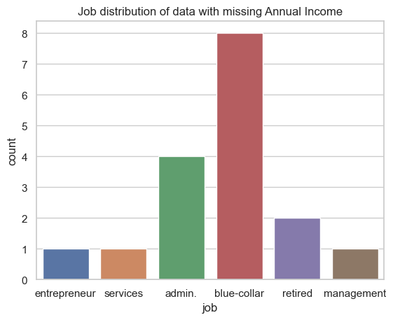 Job distribution of data with missing Annual Income
8
7
6
5
4
3
2
1
0
count
entrepreneur services admin. blue-collar retired management
job